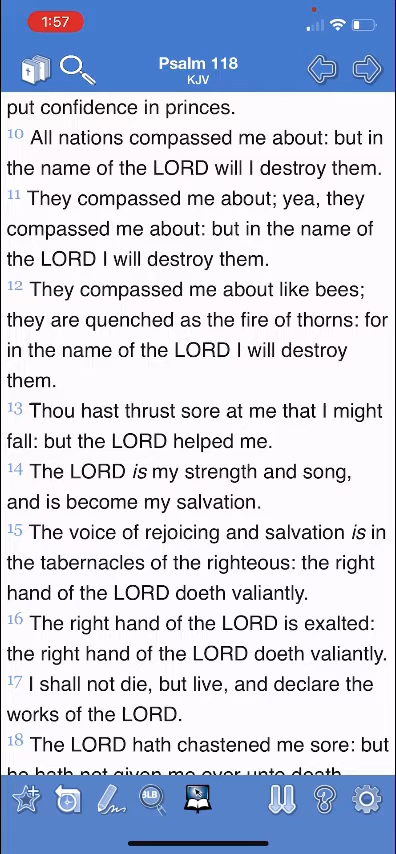 1:57
Psalm 118
KJV
put confidence in princes.
10 All nations compassed me about: but in
the name of the LORD will I destroy them.
11 They compassed me about; yea, they
compassed me about: but in the name of
the LORD I will destroy them.
12 They compassed me about like bees;
they are quenched as the fire of thorns: for
in the name of the LORD I will destroy
them.
13 Thou hast thrust sore at me that I might
fall: but the LORD helped me.
14 The LORD is my strength and song,
and is become my salvation.
15 The voice of rejoicing and salvation is in
the tabernacles of the righteous: the right
hand of the LORD doeth valiantly.
16 The right hand of the LORD is exalted:
the right hand of the LORD doeth valiantly.
17 I shall not die, but live, and declare the
works of the LORD.
18 The LORD hath chastened me sore: but
he hath not given me over unto death.
BLB